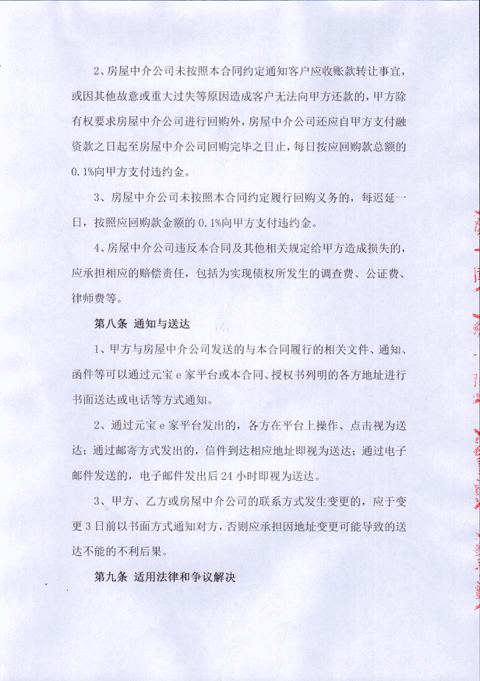 2、房屋中介公司未按照本合同约定通知客户应收账款转让事宜，
或因其他故意或重大过失等原因造成客户无法向甲方还款的，甲方除
有权要求房屋中介公司进行回购外，房屋中介公司还应自甲方支付融
资款之日起至房屋中介公司回购完毕之日止，每日按应回购款总额的
0.1%向甲方支付违约金。
3、房屋中介公司未按照本合同约定履行回购义务的，每迟延一
日，按照应回购款金额的 0.1%向甲方支付违约金。
4、房屋中介公司违反本合同及其他相关规定给甲方造成损失的，
应承担相应的赔偿责任，包括为实现债权所发生的调查费、公证费、
律师费等。
第八条 通知与送达
1、甲方与房屋中介公司发送的与本合同履行的相关文件、通知、
函件等可以通过元宝 e 家平台或本合同、授权书列明的各方地址进行
书面送达或电话等方式通知。
2、通过元宝 e 家平台发出的，各方在平台上操作、点击视为送
达；通过邮寄方式发出的，信件到达相应地址即视为送达；通过电子
邮件发送的，电子邮件发出后 24 小时即视为送达。
3、甲方、乙方或房屋中介公司的联系方式发生变更的，应于变
更 3 日前以书面方式通知对方，否则应承担因地址变更可能导致的送
达不能的不利后果。
第九条 适用法律和争议解决